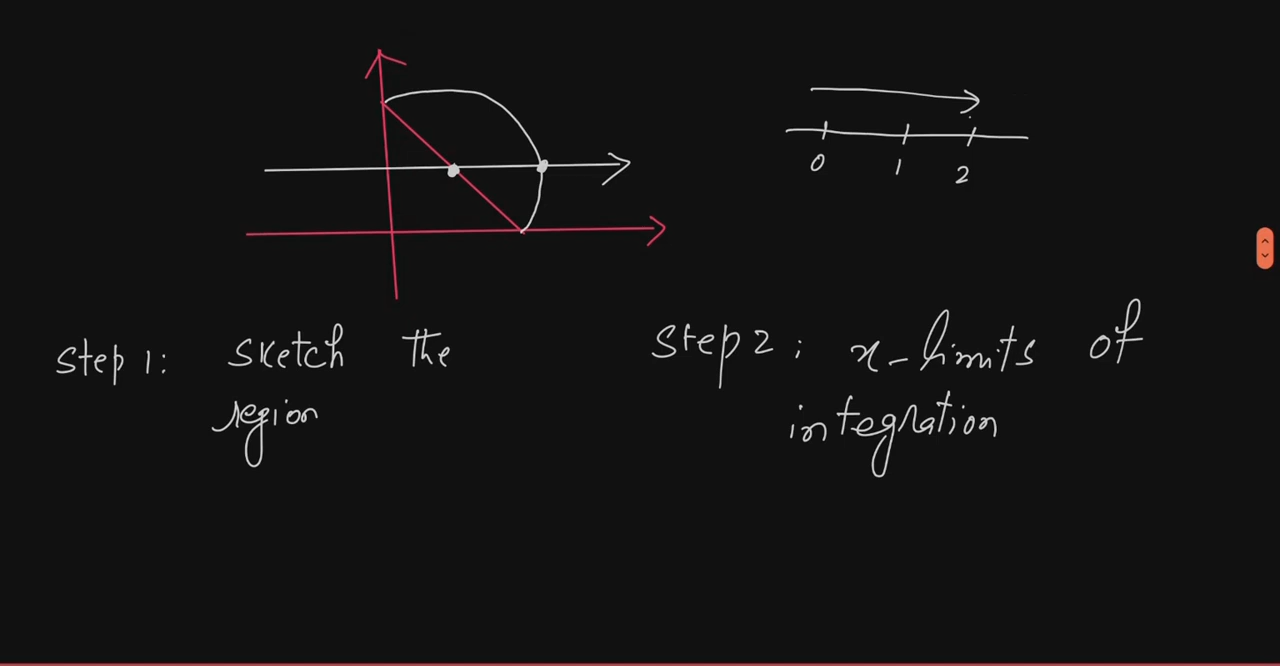 0 1 2
Step 1: Sketch the
region
Step 2: x-limits of
integration